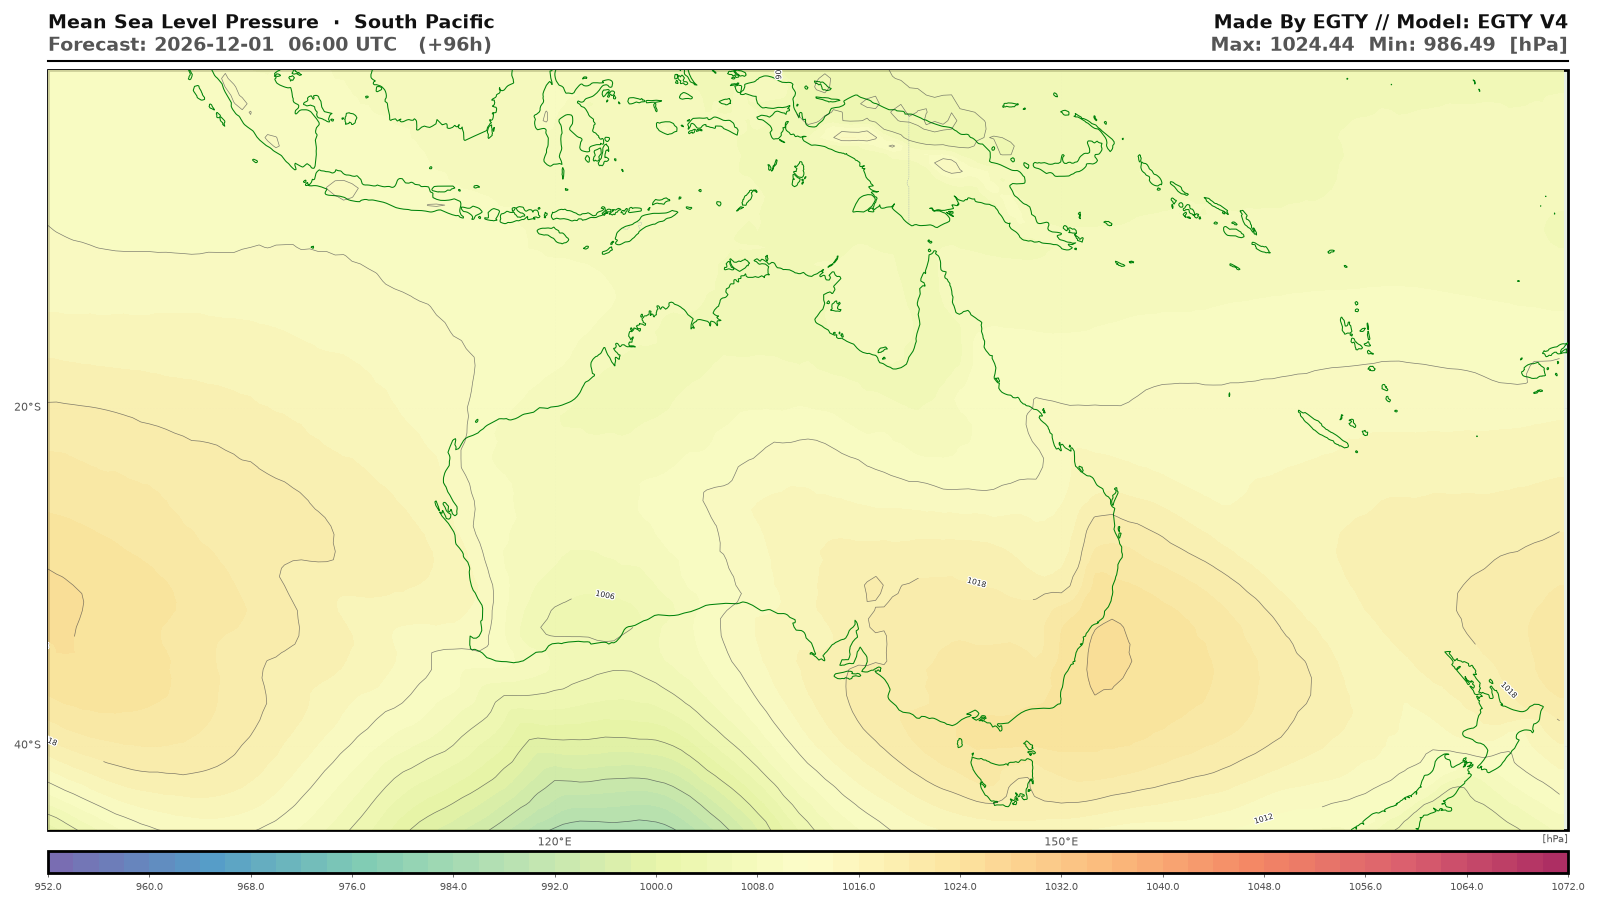 Mean Sea Level Pressure · South Pacific
Made By EGTY // Model: EGTY V4
Forecast: 2026-12-01 06:00 UTC (+96h)
Max: 1024.44 Min: 986.49 [hPa]
20°S
1006
1018
1018
40°S
18
1012
120°E
150°E
[hPa]
952.0 960.0 968.0 976.0 984.0 992.0 1000.0 1008.0 1016.0 1024.0 1032.0 1040.0 1048.0 1056.0 1064.0 1072.0